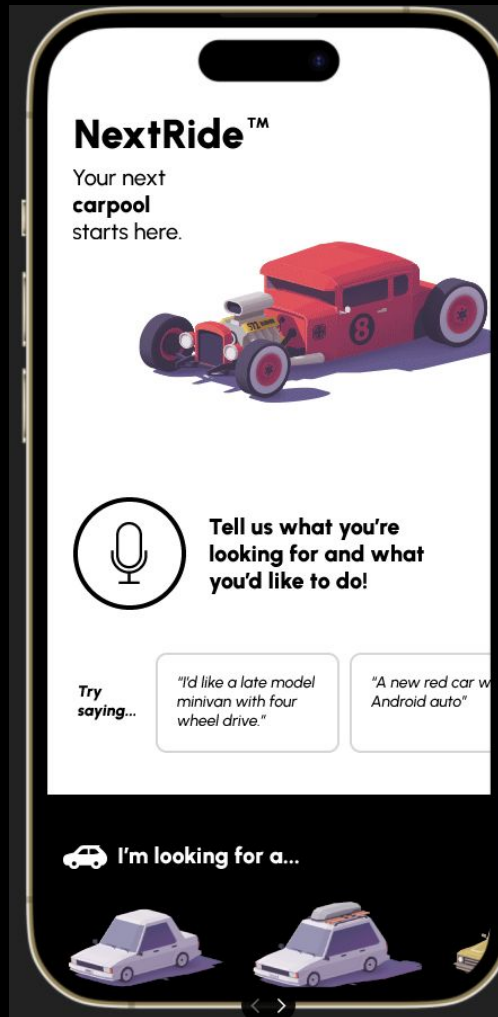 NextRide™
Your next
carpool
starts here.
8
Tell us what you're
looking for and what
you'd like to do!
Try
saying...
"I'd like a late model
minivan with four
wheel drive."
"A new red car w
Android auto"
I'm looking for a...